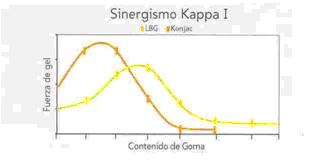 Sinergismo Kappa I
LBG Konjac
Fuerza de gel
Contenido de Goma